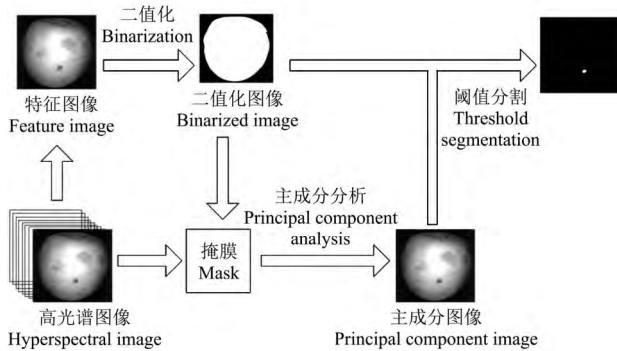 二值化
Binarization
特征图像
Feature image
二值化图像
Binarized image
阈值分割
Threshold
segmentation
主成分分析
Principal component
analysis
掩膜
Mask
高光谱图像
Hyperspectral image
主成分图像
Principal component image